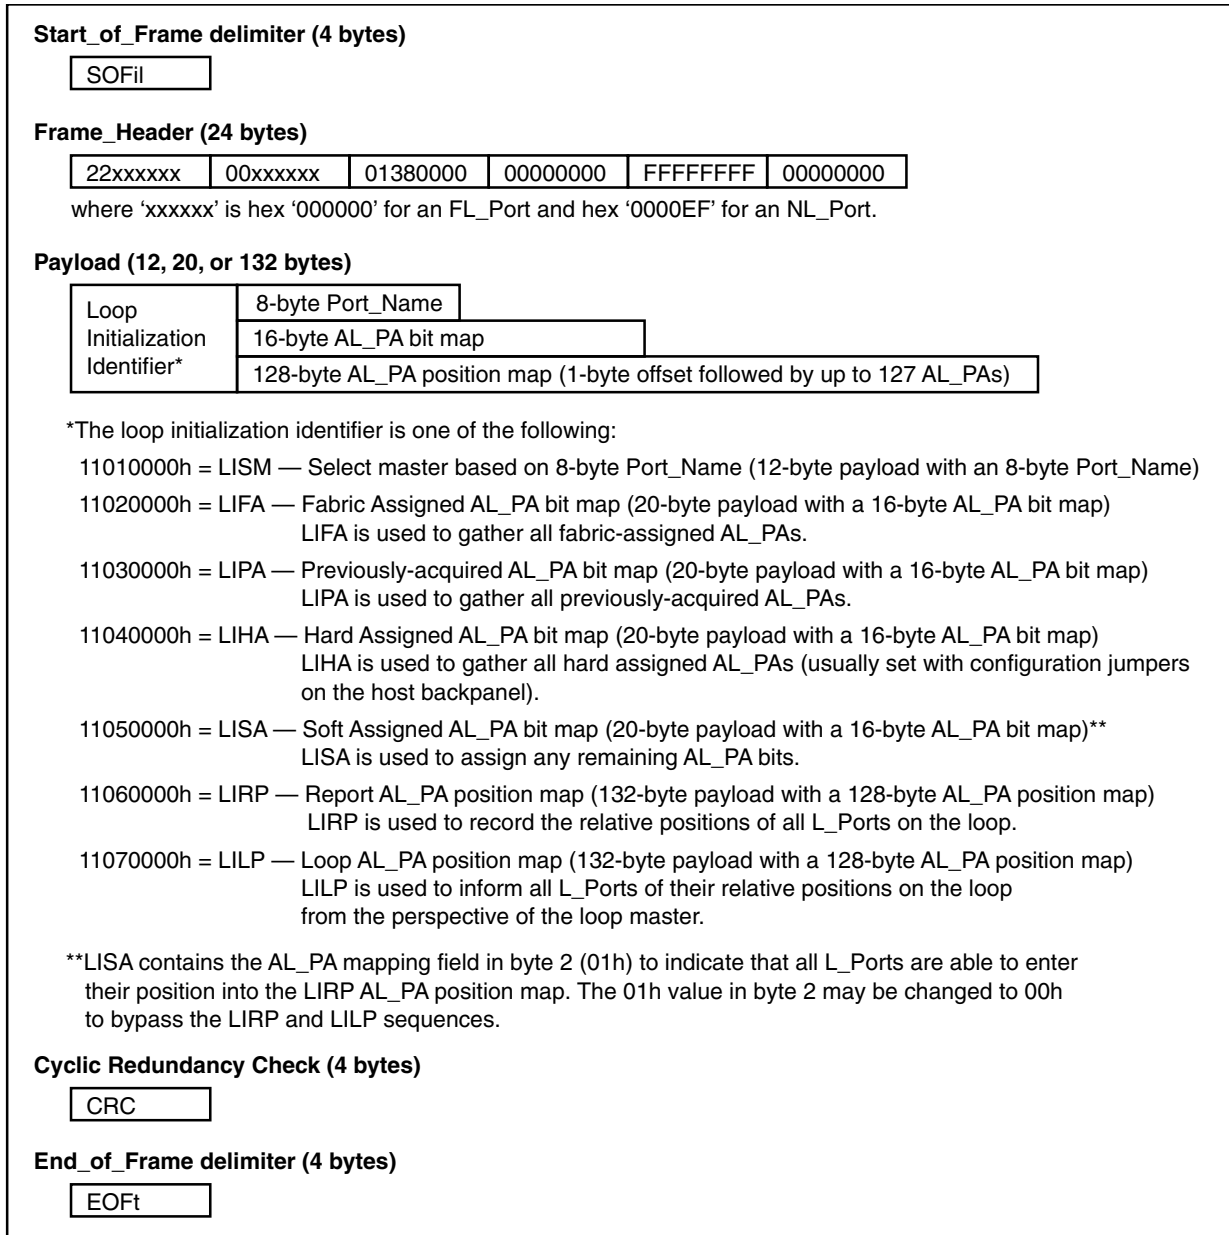 Start_of_Frame delimiter (4 bytes)
SOFil
Frame_Header (24 bytes)
22xxxxxx 00xxxxxx 01380000 00000000 FFFFFFFF 00000000
where ‘xxxxxx’ is hex ‘000000’ for an FL_Port and hex ‘0000EF’ for an NL_Port.
Payload (12, 20, or 132 bytes)
Loop
Initialization
Identifier*
8-byte Port_Name
16-byte AL_PA bit map
128-byte AL_PA position map (1-byte offset followed by up to 127 AL_PAs)
*The loop initialization identifier is one of the following:
11010000h = LISM — Select master based on 8-byte Port_Name (12-byte payload with an 8-byte Port_Name)
11020000h = LIFA — Fabric Assigned AL_PA bit map (20-byte payload with a 16-byte AL_PA bit map)
LIFA is used to gather all fabric-assigned AL_PAs.
11030000h = LIPA — Previously-acquired AL_PA bit map (20-byte payload with a 16-byte AL_PA bit map)
LIPA is used to gather all previously-acquired AL_PAs.
11040000h = LIHA — Hard Assigned AL_PA bit map (20-byte payload with a 16-byte AL_PA bit map)
LIHA is used to gather all hard assigned AL_PAs (usually set with configuration jumpers
on the host backpanel).
11050000h = LISA — Soft Assigned AL_PA bit map (20-byte payload with a 16-byte AL_PA bit map)**
LISA is used to assign any remaining AL_PA bits.
11060000h = LIRP — Report AL_PA position map (132-byte payload with a 128-byte AL_PA position map)
LIRP is used to record the relative positions of all L_Ports on the loop.
11070000h = LILP — Loop AL_PA position map (132-byte payload with a 128-byte AL_PA position map)
LILP is used to inform all L_Ports of their relative positions on the loop
from the perspective of the loop master.
**LISA contains the AL_PA mapping field in byte 2 (01h) to indicate that all L_Ports are able to enter
their position into the LIRP AL_PA position map. The 01h value in byte 2 may be changed to 00h
to bypass the LIRP and LILP sequences.
Cyclic Redundancy Check (4 bytes)
CRC
End_of_Frame delimiter (4 bytes)
EOFt